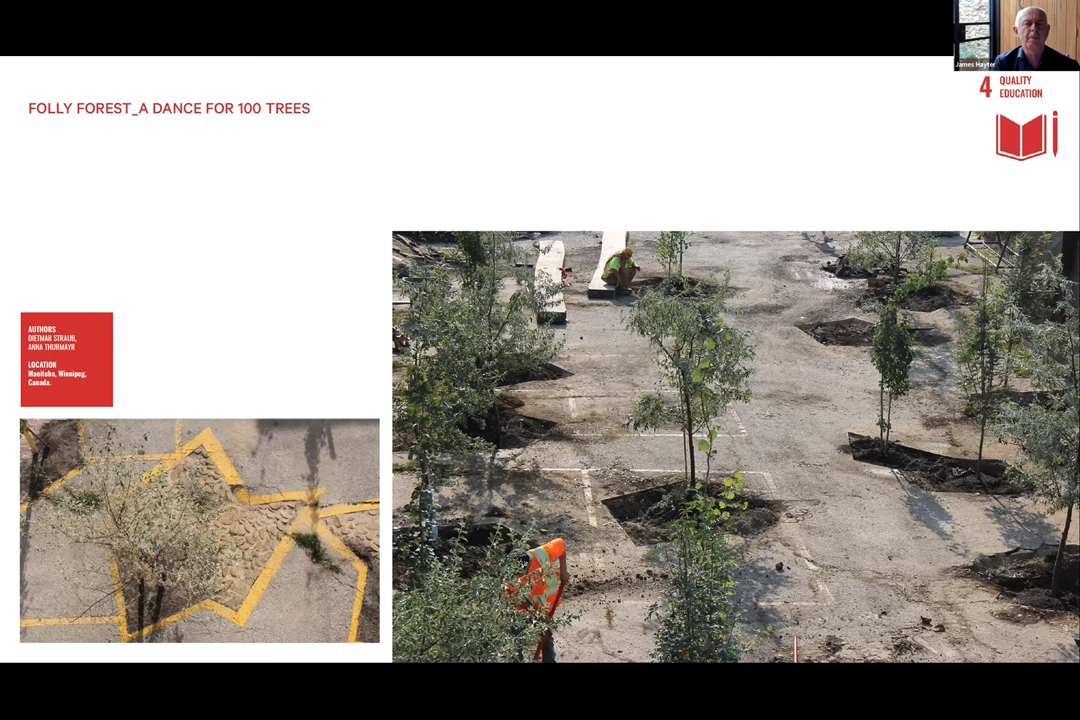 James Hayter
4 QUALITY
EDUCATION
FOLLY FOREST_A DANCE FOR 100 TREES
AUTHORS
DIETMAR STRAUB,
ANNA THURMAYR
LOCATION
Manitoba, Winnipeg,
Canada.